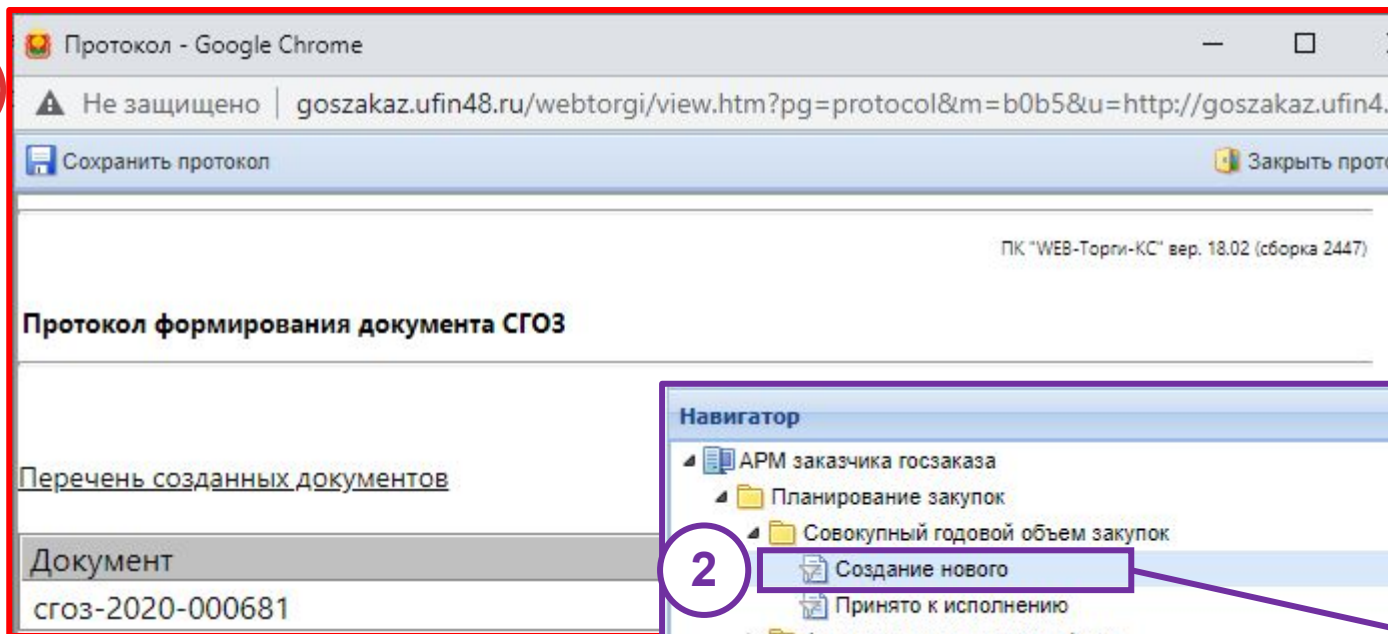 Протокол - Google Chrome
Не защищено | goszakaz.ufin48.ru/webtorgi/view.htm?pg=protocol&m=b0b5&u=http://goszakaz.ufin4.
Сохранить протокол
Закрыть прото
ПК "WEB-Торги-КС" вер. 18.02 (сборка 2447)
Протокол формирования документа СГОЗ
Перечень созданных документов
Документ
сгоз-2020-000681
Навигатор
АРМ заказчика госзаказа
Планирование закупок
Совокупный годовой объем закупок
2
Создание нового
Принято к исполнению